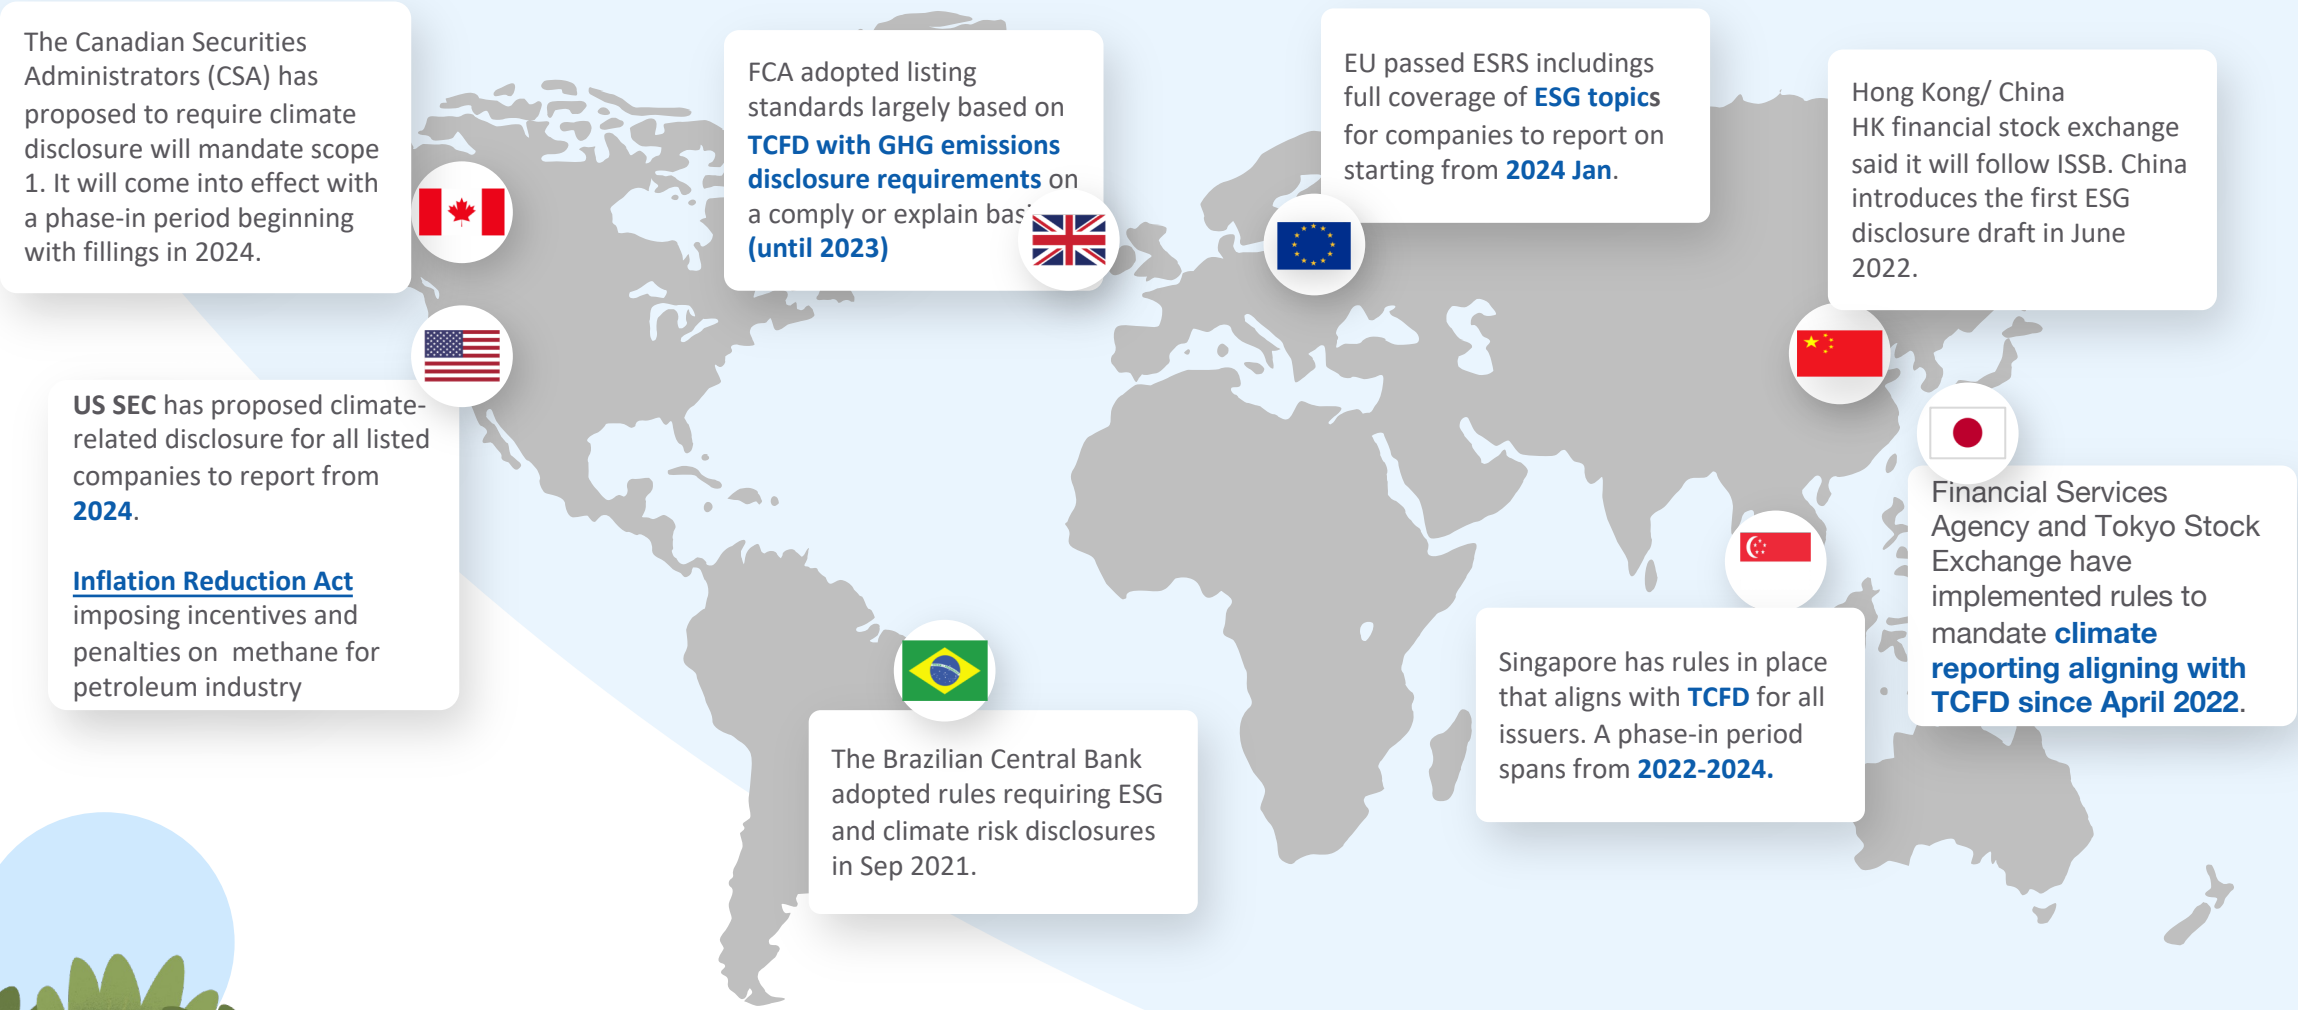 The Canadian Securities
Administrators (CSA) has
proposed to require climate
disclosure will mandate scope
1. It will come into effect with
a phase-in period beginning
with fillings in 2024.
FCA adopted listing
standards largely based on
TCFD with GHG emissions
disclosure requirements on
a comply or explain
(until 2023)
EU passed ESRS includings
full coverage of ESG topics
for companies to report on
starting from 2024 Jan.
Hong Kong/ China
HK financial stock exchange
said it will follow ISSB. China
introduces the first ESG
disclosure draft in June
2022.
US SEC has proposed climate-
related disclosure for all listed
companies to report from
2024.
Inflation Reduction Act
imposing incentives and
penalties on  methane for
petroleum industry
The Brazilian Central Bank
adopted rules requiring ESG
and climate risk disclosures
in Sep 2021.
Singapore has rules in place
that aligns with TCFD for all
issuers. A phase-in period
spans from 2022-2024.
Financial Services
Agency and Tokyo Stock
Exchange have
implemented rules to
mandate climate
reporting aligning with
TCFD since April 2022.